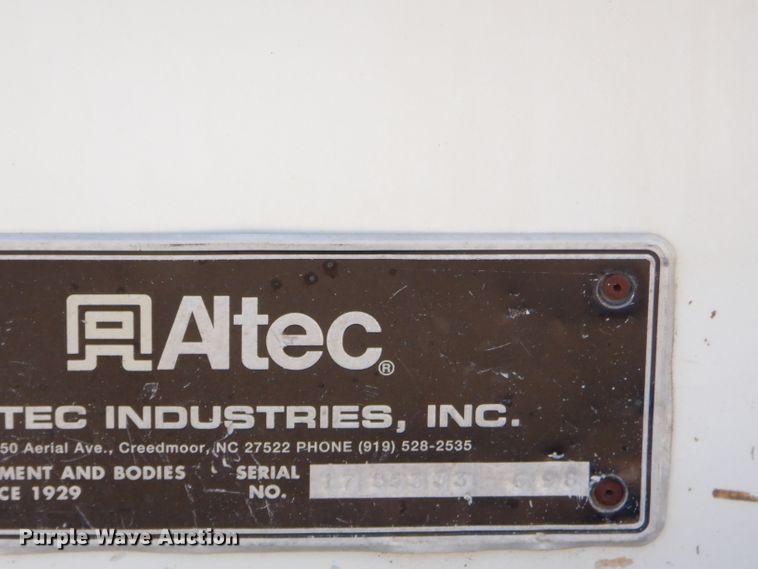 Altec®
TEC INDUSTRIES, INC.
50 Aerial Ave., Creedmoor, NC 27522 PHONE (919) 528-2535
MENT AND BODIES SERIAL
CE 1929 NO.
Purple Wave Auction